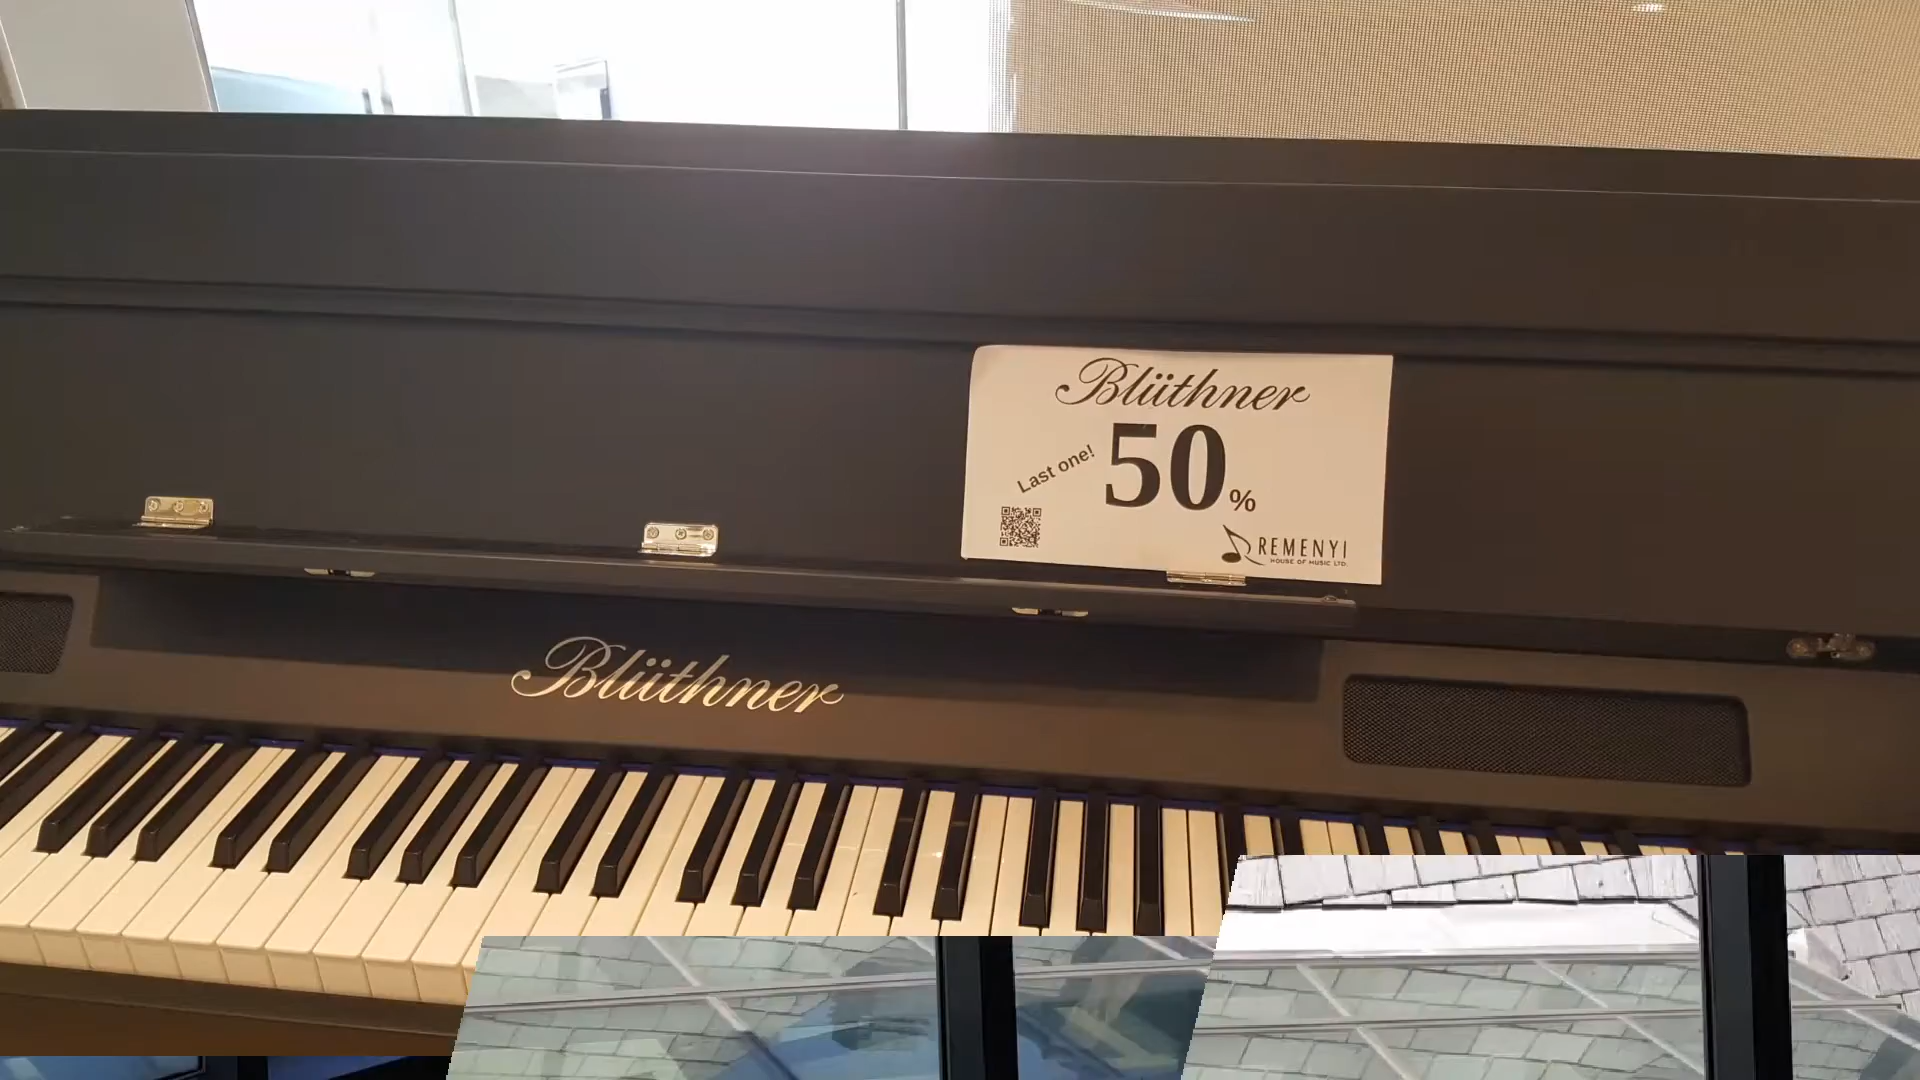 Blüthner
Last one!
50%
REMENYI
HOUSE OF MUSIC LTD.
Blüthner